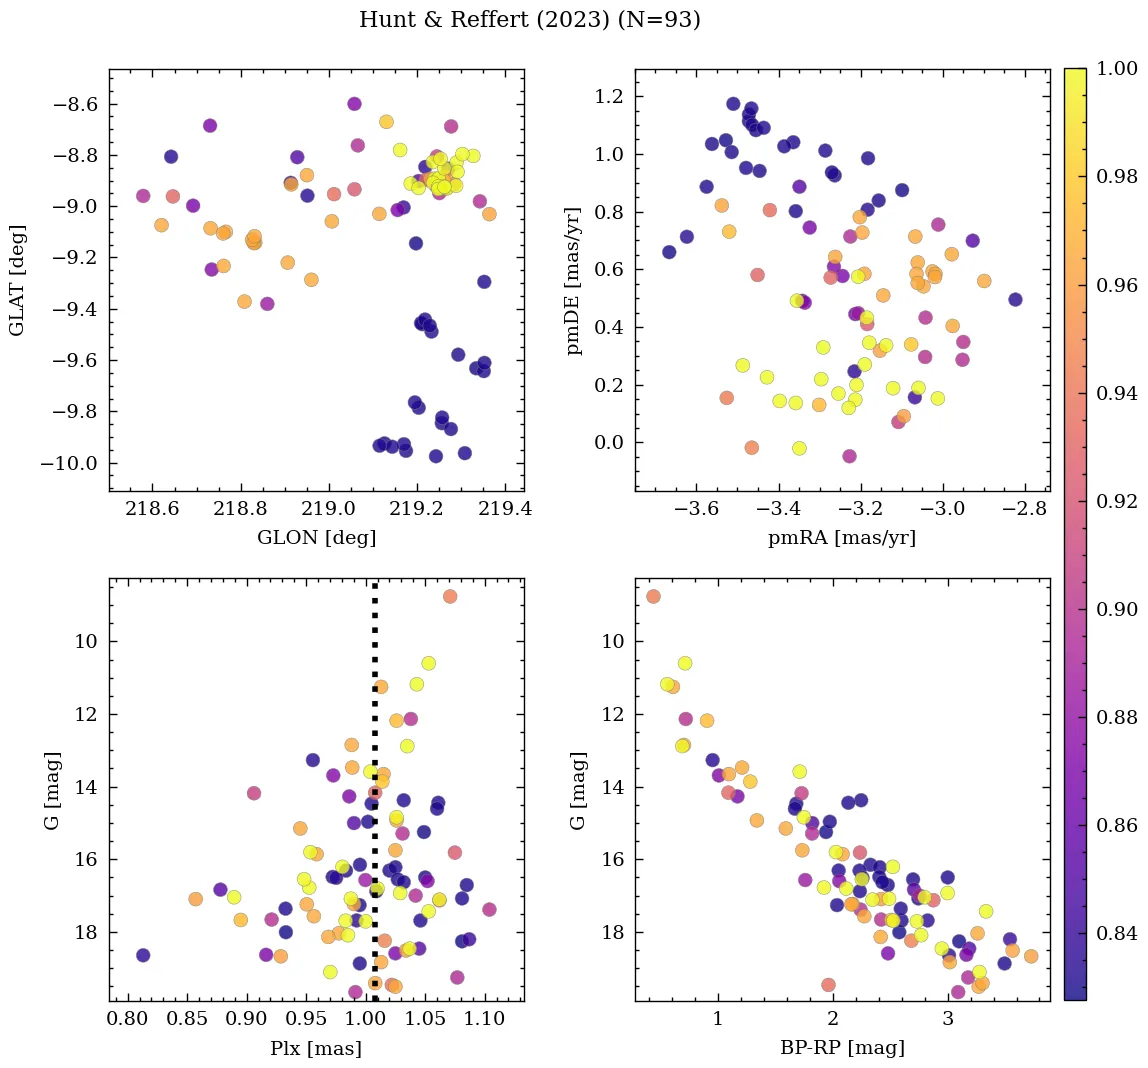 Hunt & Reffert (2023) (N=93)
−8.6
−8.8
−9.0
−9.2
−9.4
−9.6
−9.8
−10.0
GLAT [deg]
218.6 218.8 219.0 219.2 219.4
GLON [deg]
1.2
1.0
0.8
0.6
0.4
0.2
0.0
pmDE [mas/yr]
−3.6 −3.4 −3.2 −3.0 −2.8
pmRA [mas/yr]
1.00
0.98
0.96
0.94
0.92
0.90
0.88
0.86
0.84
10
12
14
16
18
G [mag]
0.80 0.85 0.90 0.95 1.00 1.05 1.10
Plx [mas]
10
12
14
16
18
G [mag]
1 2 3
BP-RP [mag]